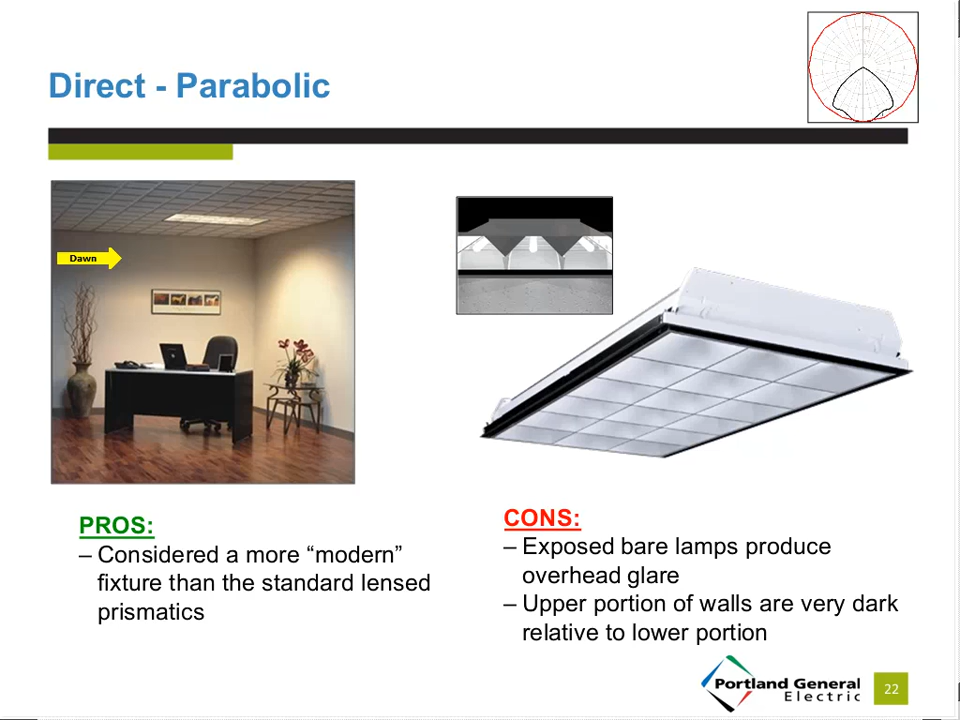 Direct - Parabolic
Dawn
PROS:
– Considered a more “modern”
fixture than the standard lensed
prismatics
CONS:
– Exposed bare lamps produce
overhead glare
– Upper portion of walls are very dark
relative to lower portion
Portland General
Electric
22